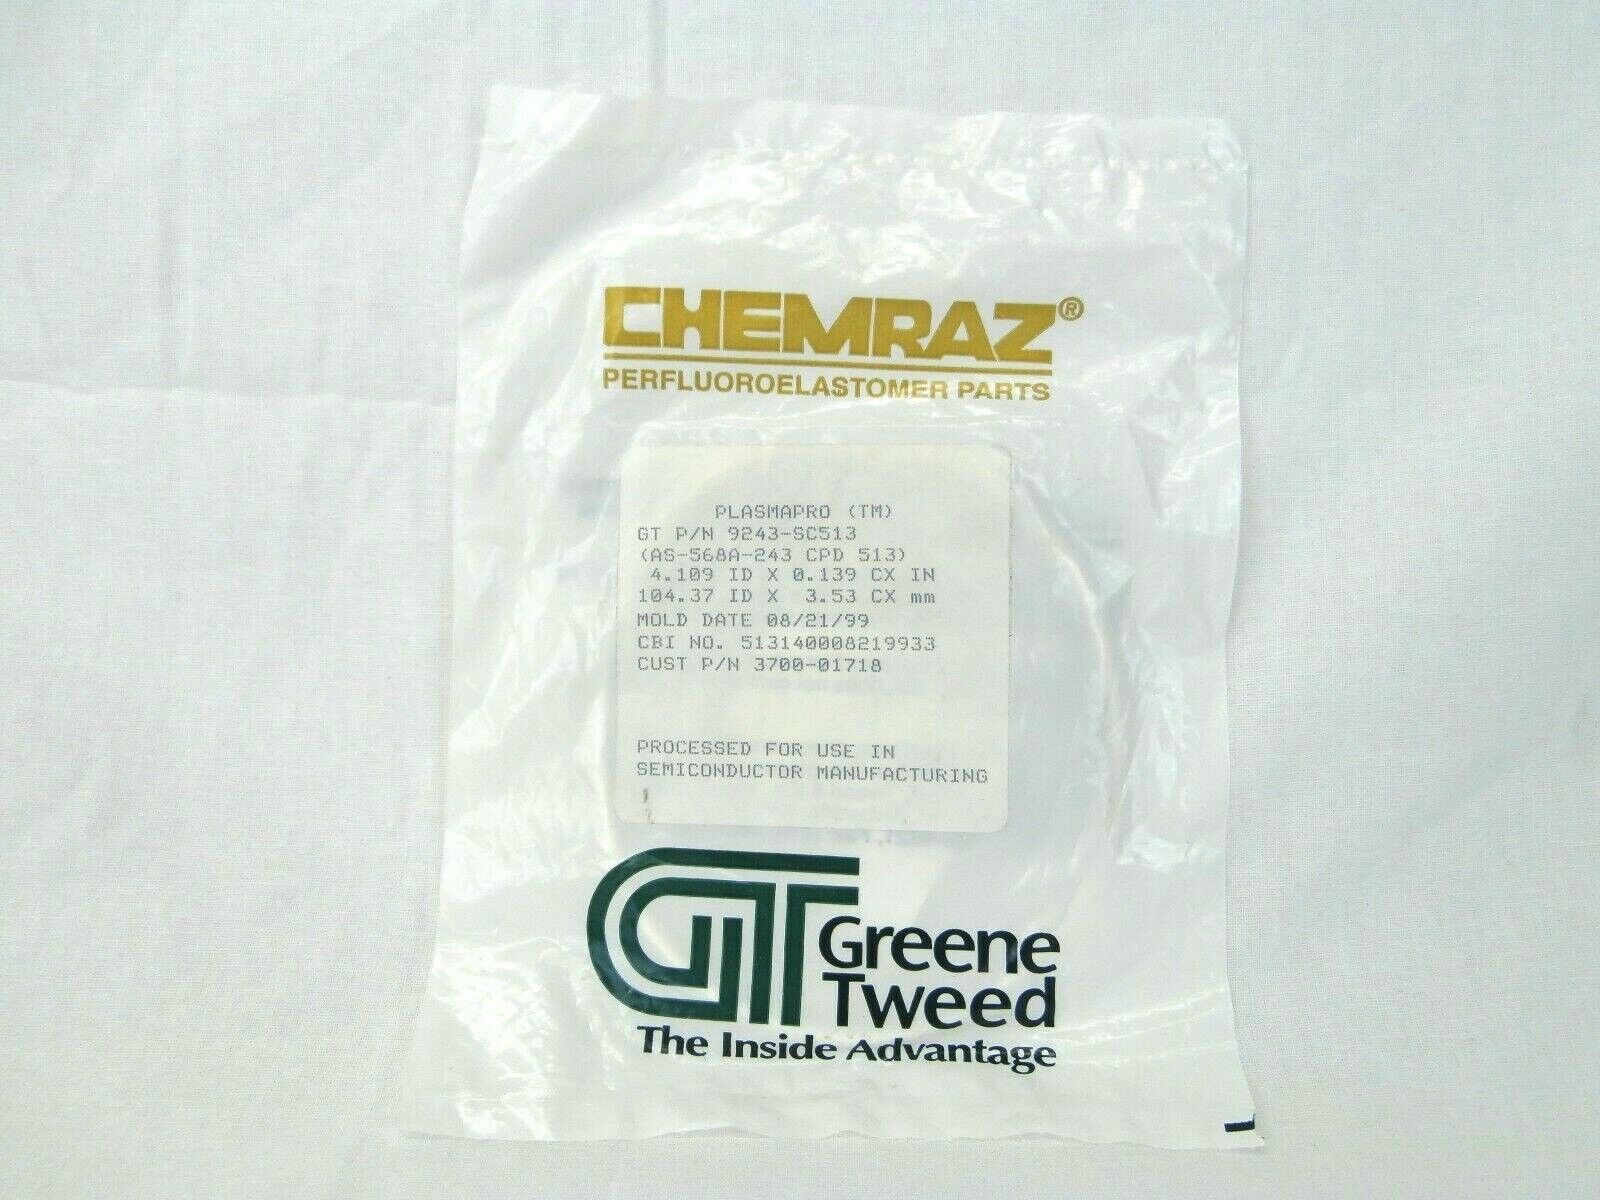 CHEMRAZ®
PERFLUOROELASTOMER PARTS
PLASMAPRO (TM)
GT P/N 9243-SC513
(AS-568A-243 CPD 513)
4.109 ID X 0.139 CX IN
104.37 ID X 3.53 CX mm
MOLD DATE 08/21/99
CBI NO. 513140008219933
CUST P/N 3700-01718
PROCESSED FOR USE IN
SEMICONDUCTOR MANUFACTURING
GT Greene
Tweed
The Inside Advantage